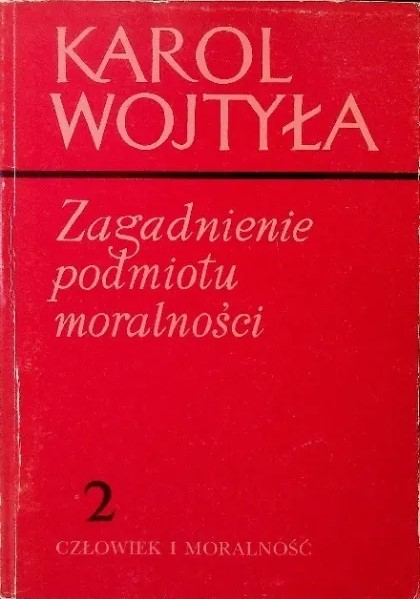 KAROL
WOJTYŁA
Zagadnienie
podmiotu
moralności
2
CZŁOWIEK I MORALNOŚĆ